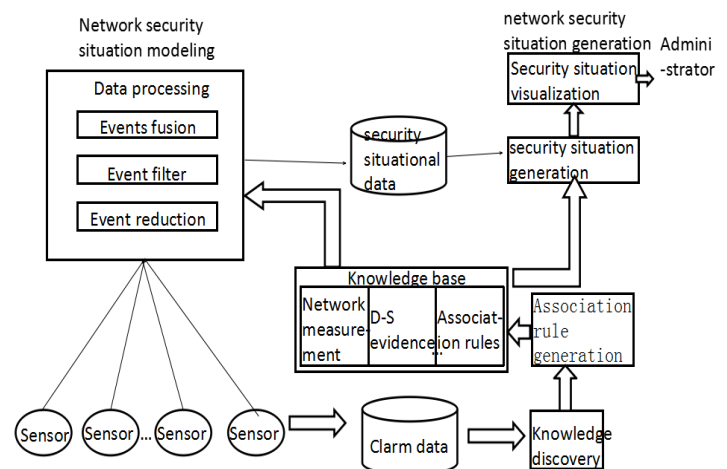 Network security
situation modeling
Data processing
Events fusion
Event filter
Event reduction
security
situational
data
network security
situation generation
Security situation
visualization
Admini
-strator
security situation
generation
Knowledge base
Network
measurem-
ment
D-S
evidence
...
Associat-
ion rules
Association
rule
generation
Sensor
Sensor
...
Sensor
Sensor
Clarm data
Knowledge
discovery